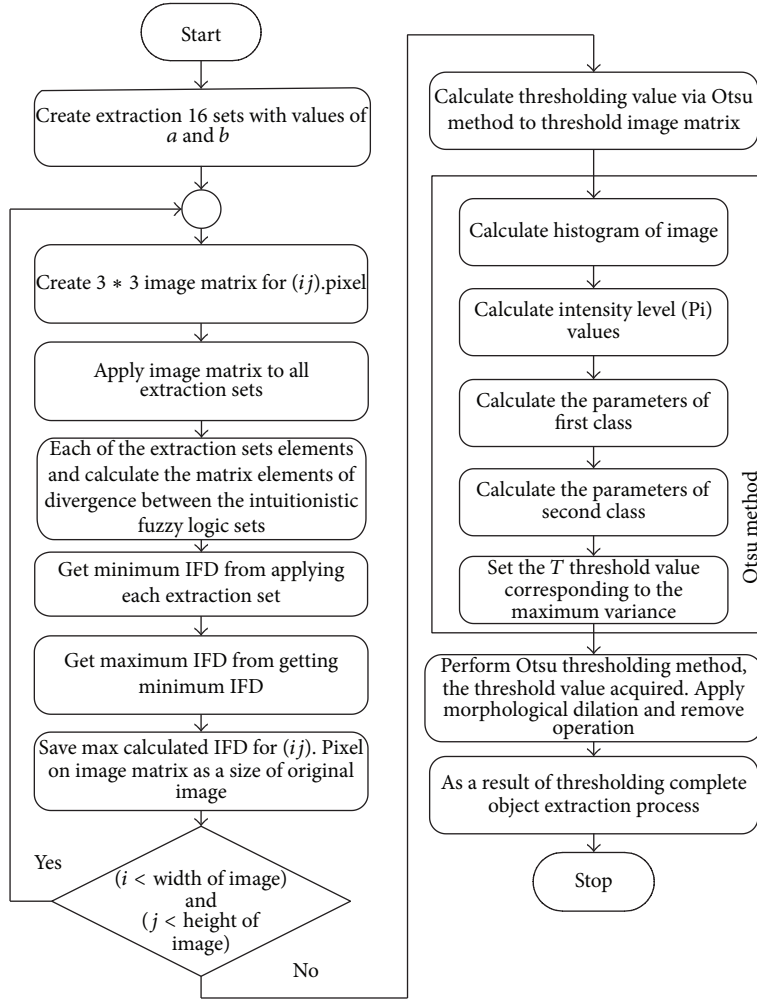 Start
Create extraction 16 sets with values of
a and b
Create 3 ∗ 3 image matrix for (ij).pixel
Apply image matrix to all
extraction sets
Each of the extraction sets elements
and calculate the matrix elements of
divergence between the intuitionistic
fuzzy logic sets
Get minimum IFD from applying
each extraction set
Get maximum IFD from getting
minimum IFD
Save max calculated IFD for (ij). Pixel
on image matrix as a size of original
image
Yes
(i < width of image)
and
(j < height of
image)
No
Calculate thresholding value via Otsu
method to threshold image matrix
Calculate histogram of image
Calculate intensity level (Pi)
values
Calculate the parameters of
first class
Calculate the parameters of
second class
Set the T threshold value
corresponding to the
maximum variance
Otsu method
Perform Otsu thresholding method,
the threshold value acquired. Apply
morphological dilation and remove
operation
As a result of thresholding complete
object extraction process
Stop